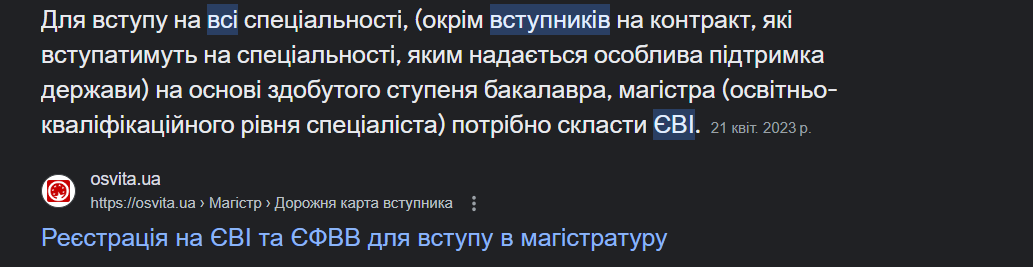 Для вступу на всі спеціальності, (окрім вступників на контракт, які
вступатимуть на спеціальності, яким надається особлива підтримка
держави) на основі здобутого ступеня бакалавра, магістра (освітньо-
кваліфікаційного рівня спеціаліста) потрібно скласти ЄВІ. 21 квіт. 2023 р.
osvita.ua
https://osvita.ua › Магістр › Дорожня карта вступника
Реєстрація на ЄВІ та ЄФВВ для вступу в магістратуру